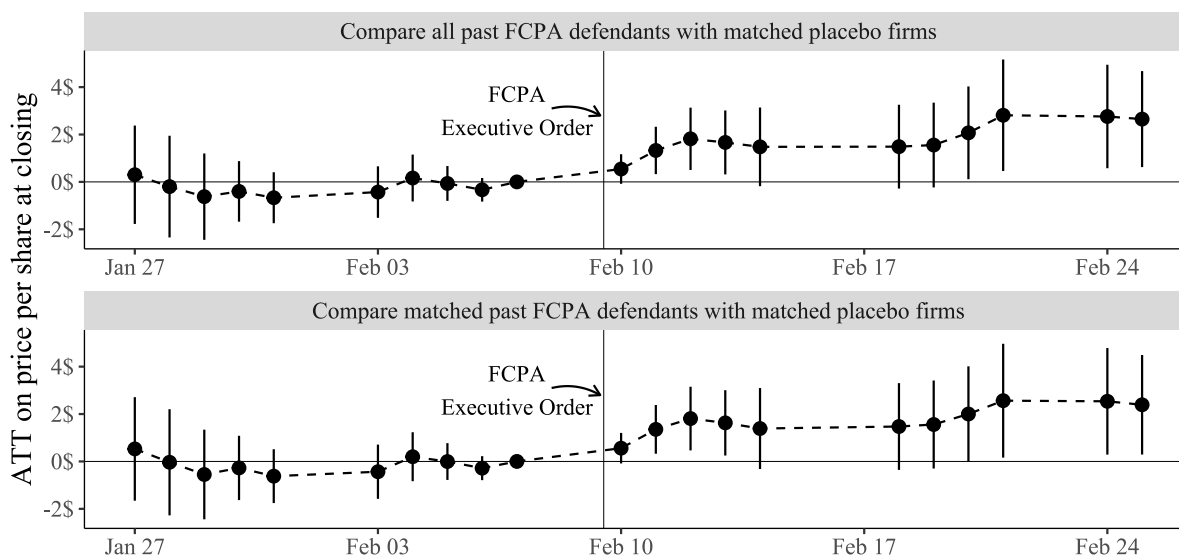 ATT on price per share at closing
Compare all past FCPA defendants with matched placebo firms
4$
2$
0$
-2$
FCPA
Executive Order
Jan 27
Feb 03
Feb 10
Feb 17
Feb 24
Compare matched past FCPA defendants with matched placebo firms
4$
2$
0$
-2$
FCPA
Executive Order
Jan 27
Feb 03
Feb 10
Feb 17
Feb 24